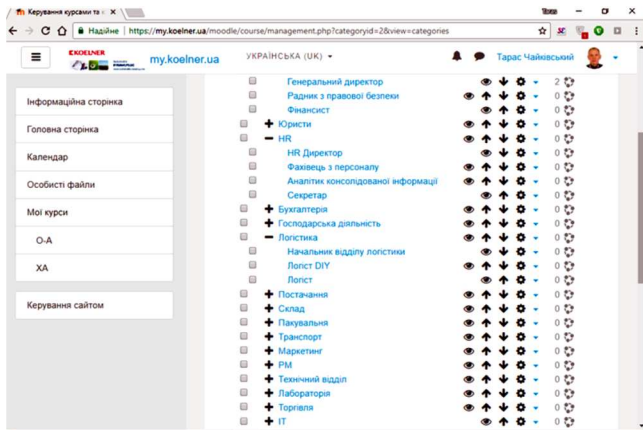 Керування курсами та к
Taras
Надійне | https://my.koelner.ua/moodle/course/management.php?categoryid=2&view=categories
KOELNER
my.koelner.ua
УКРАЇНСЬКА (UK)
Тарас Чайківський
Інформаційна сторінка
Головна сторінка
Календар
Особисті файли
Мої курси
О-А
ХА
Керування сайтом
Генеральний директор 2
Радник з правової безпеки 0
Фінансист 0
Юристи 0
HR 0
HR Директор 0
Фахівець з персоналу 0
Аналітик консолідованої інформації 0
Секретар 0
Бухгалтерія 0
Господарська діяльність 0
Логістика 0
Начальник відділу логістики 0
Логіст DIY 0
Логіст 0
Постачання 0
Склад 0
Пакувальня 0
Транспорт 0
Маркетинг 0
PM 0
Технічний відділ 0
Лабораторія 0
Торгівля 0
IT 0